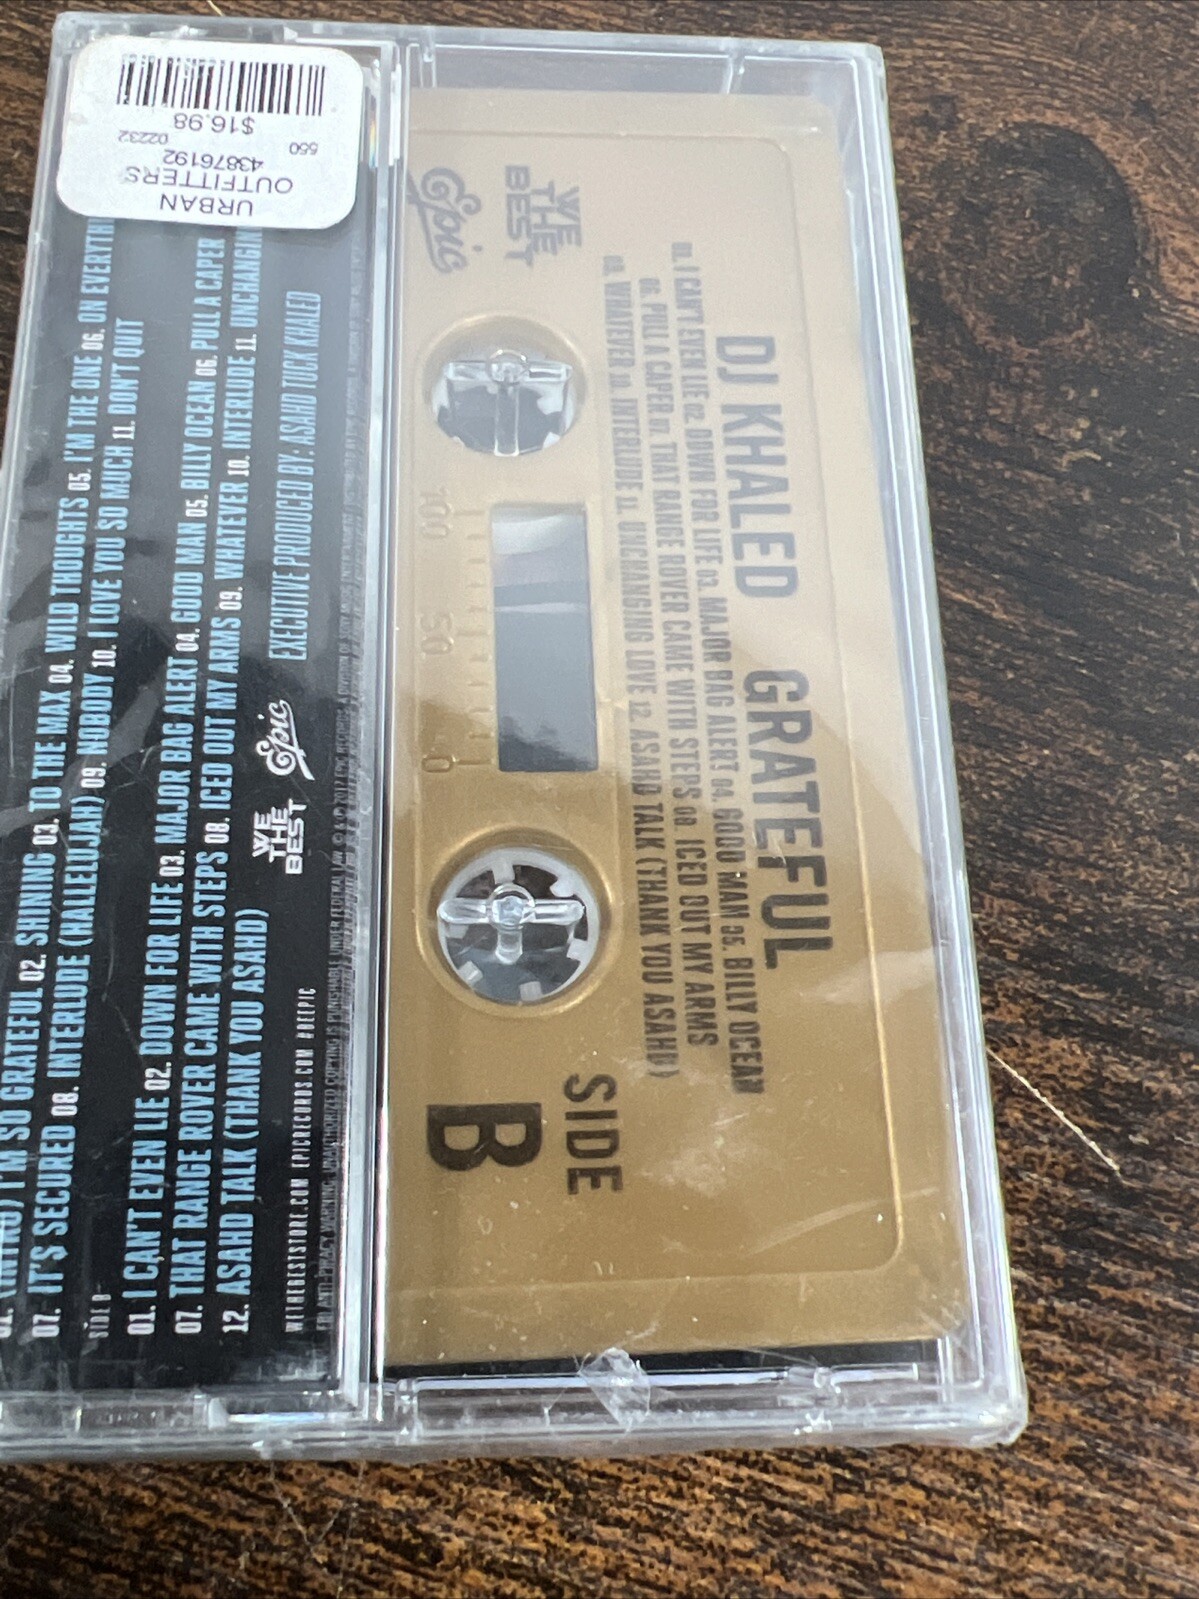 URBAN
OUTFITTERS
43876192
550 02232
$16.98
I'M SO GRATEFUL 02. SHINING 03. TO THE MAX 04. WILD THOUGHTS 05. I'M THE ONE 06. ON EVERYTHI
07. IT'S SECURED 08. INTERLUDE (HALLELUJAH) 09. NOBODY 10. I LOVE YOU SO MUCH 11. DON'T QUIT
SIDE B
01. I CAN'T EVEN LIE 02. DOWN FOR LIFE 03. MAJOR BAG ALERT 04. GOOD MAN 05. BILLY OCEAN 06. PULL A CAPER
07. THAT RANGE ROVER CAME WITH STEPS 08. ICED OUT MY ARMS 09. WHATEVER 10. INTERLUDE 11. UNCHANGIN
12. ASAHD TALK (THANK YOU ASAHD)
WE THE BEST
Epic
EXECUTIVE PRODUCED BY: ASAHD TUCK KHALED
WETHEBESTSTORE.COM EPICRECORDS.COM #BEEPIC
DJ KHALED GRATEFUL
01. I CAN'T EVEN LIE 02. DOWN FOR LIFE 03. MAJOR BAG ALERT 04. GOOD MAN 05. BILLY OCEAN
06. PULL A CAPER 07. THAT RANGE ROVER CAME WITH STEPS 08. ICED OUT MY ARMS
09. WHATEVER 10. INTERLUDE 11. UNCHANGING LOVE 12. ASAHD TALK (THANK YOU ASAHD)
WE
THE
BEST
Epic
100 50 0
SIDE
B